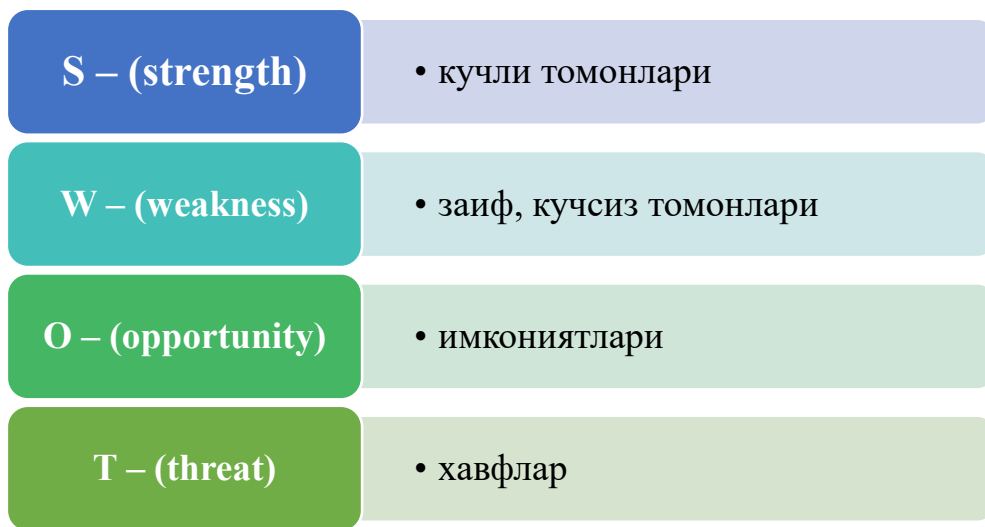 S – (strength)
• кучли томонлари
W – (weakness)
• заиф, кучсиз томонлари
O – (opportunity)
• имкониятлари
T – (threat)
• хавфлар